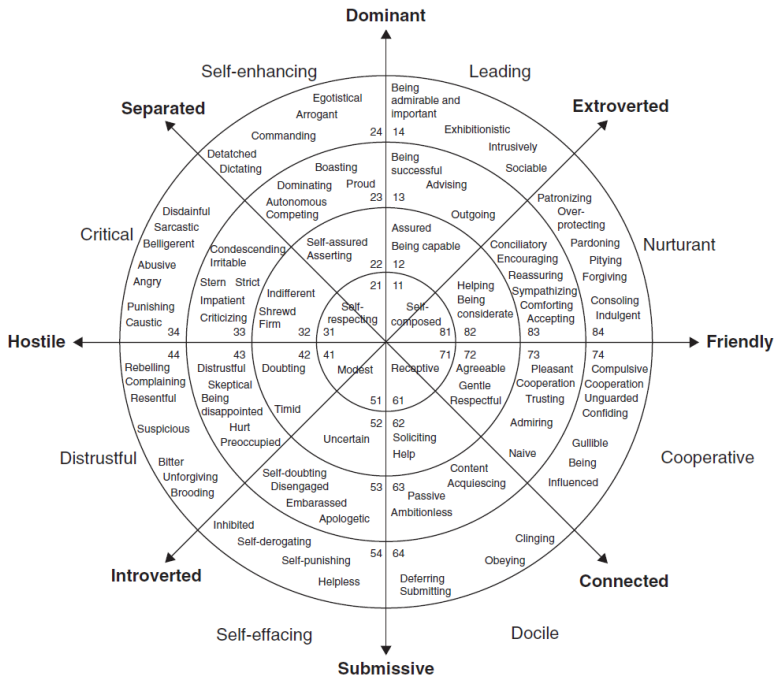 Dominant
Self-enhancing
Leading
Separated
Extroverted
Egotistical
Arrogant
Commanding
24
14
Being
admirable and
important
Exhibitionistic
Intrusively
Sociable
Detatched
Dictating
Boasting
Dominating
Proud
Autonomous
Competing
23
13
Being
successful
Advising
Outgoing
Patronizing
Over-
protecting
Pardoning
Pitying
Forgiving
Consoling
Indulgent
Critical
Nurturant
Disdainful
Sarcastic
Belligerent
Abusive
Angry
Punishing
Caustic
34
Condescending
Irritable
Stern
Strict
Impatient
Criticizing
33
Self-assured
Asserting
22
12
Assured
Being capable
Conciliatory
Encouraging
Reassuring
Sympathizing
Comforting
Accepting
Indifferent
Shrewd
Firm
32
21
11
Self-
respecting
31
Self-
composed
81
Helping
Being
considerate
82
83
84
Hostile
Friendly
44
43
42
41
71
72
73
74
Rebelling
Complaining
Resentful
Suspicious
Bitter
Unforgiving
Brooding
Distrustful
Skeptical
Being
disappointed
Hurt
Preoccupied
Doubting
Timid
Modest
51
Receptive
61
Agreeable
Gentle
Respectful
Pleasant
Cooperation
Trusting
Admiring
Naive
Compulsive
Cooperation
Unguarded
Confiding
Gullible
Being
Influenced
Distrustful
Cooperative
52
62
Uncertain
Soliciting
Help
Self-doubting
Disengaged
Embarassed
Apologetic
53
63
Content
Acquiescing
Passive
Ambitionless
Inhibited
Self-derogating
Self-punishing
Helpless
54
64
Clinging
Obeying
Deferring
Submitting
Introverted
Connected
Self-effacing
Docile
Submissive